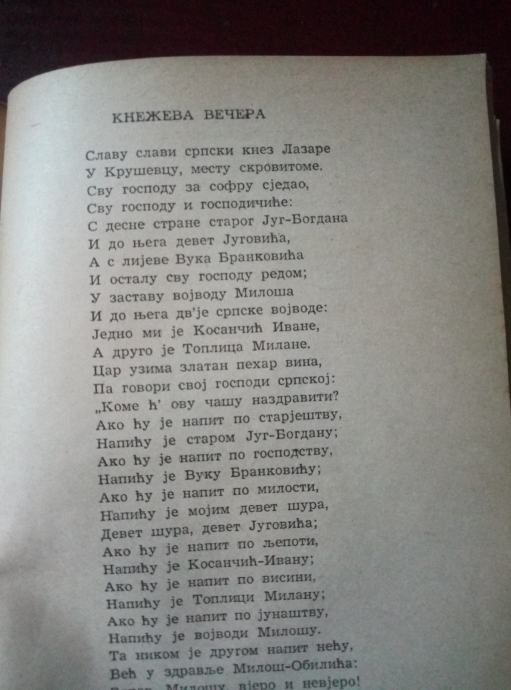 КНЕЖЕВА ВЕЧЕРА
Славу слави српски кнез Лазаре
У Крушевцу, месту скровитоме.
Сву господу за софру сједао,
Сву господу и господичиће:
С десне стране старог Југ-Богдана
И до њега девет Југовића,
А с лијеве Вука Бранковића
И осталу сву господу редом;
У заставу војводу Милоша
И до њега дв'је српске војводе:
Једно ми је Косанчић Иване,
А друго је Топлица Милане.
Цар узима златан пехар вина,
Па говори свој господи српској:
„Коме ћ' ову чашу наздравити?
Ако ћу је напит по старјештву,
Напићу је старом Југ-Богдану;
Ако ћу је напит по господству,
Напићу је Вуку Бранковићу;
Ако ћу је напит по милости,
Напићу је мојим девет шура,
Девет шура, девет Југовића;
Ако ћу је напит по љепоти,
Напићу је Косанчић-Ивану;
Ако ћу је напит по висини,
Напићу је Топлици Милану;
Ако ћу је напит по јунаштву,
Напићу је војводи Милошу.
Та ником је другом напит нећу,
Већ у здравље Милош-Обилића:
Милошу, вјеро и невјеро!